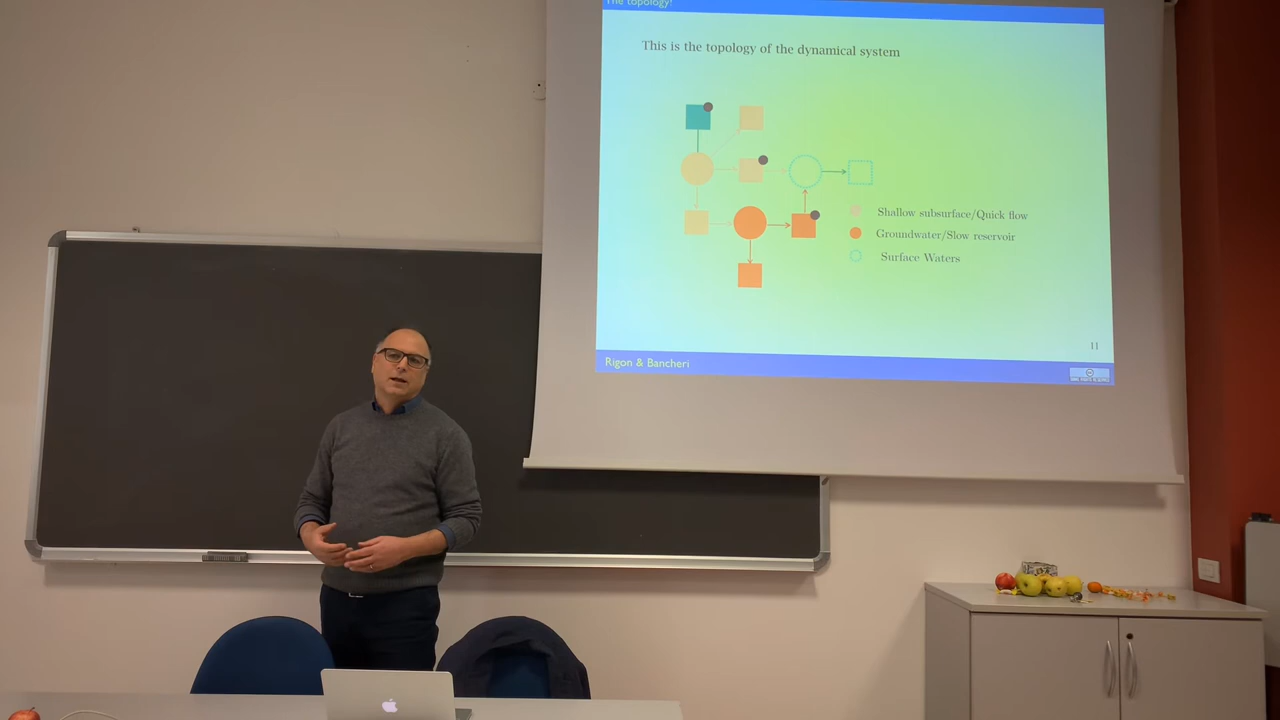 The topology!
This is the topology of the dynamical system
Shallow subsurface/Quick flow
Groundwater/Slow reservoir
Surface Waters
11
Rigon & Bancheri